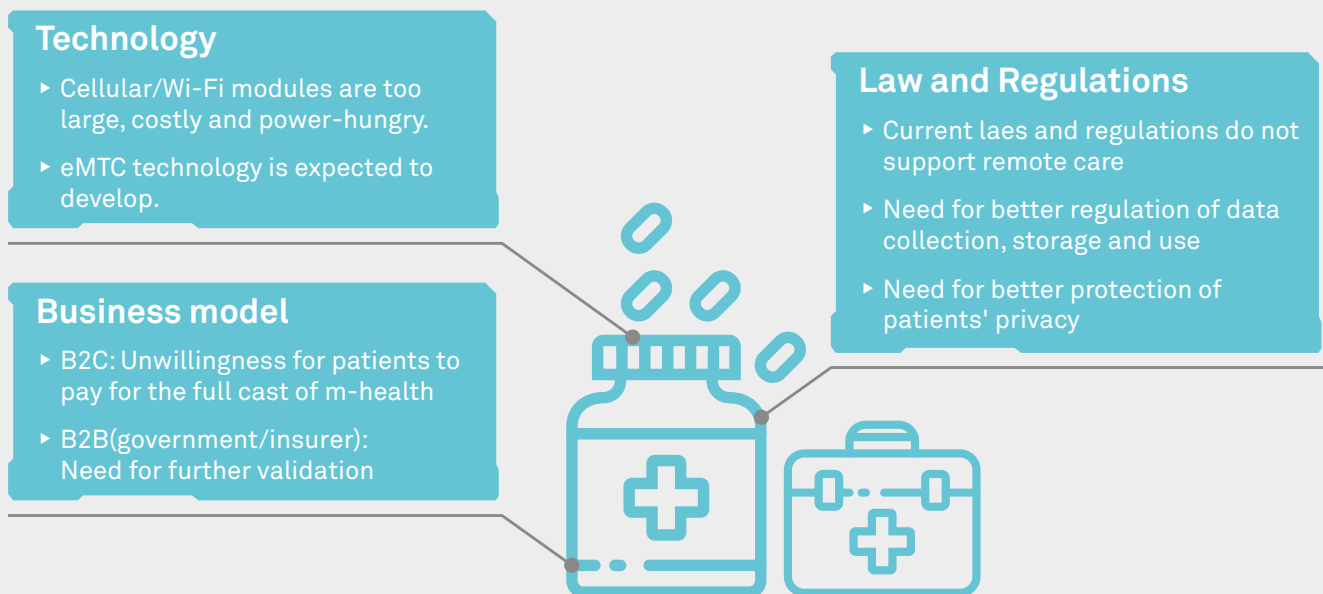 Technology
▸ Cellular/Wi-Fi modules are too
large, costly and power-hungry.
▸ eMTC technology is expected to
develop.
Business model
▸ B2C: Unwillingness for patients to
pay for the full cast of m-health
▸ B2B(government/insurer):
Need for further validation
Law and Regulations
▸ Current laes and regulations do not
support remote care
▸ Need for better regulation of data
collection, storage and use
▸ Need for better protection of
patients' privacy